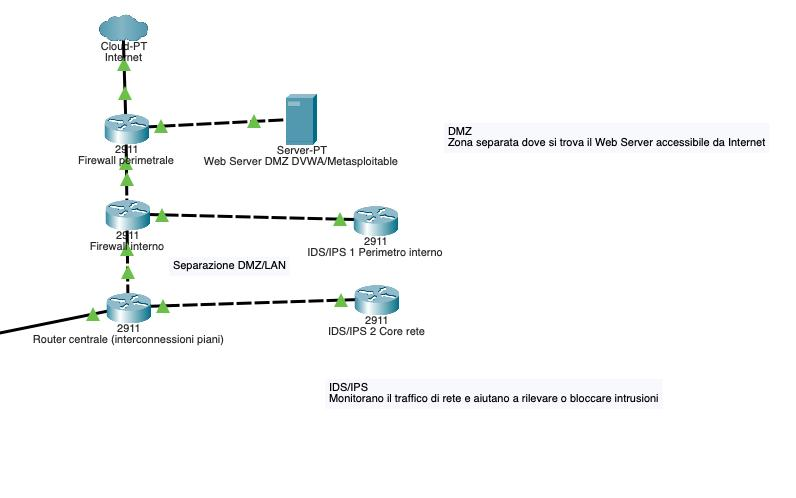 Cloud-PT
Internet
2911
Firewall perimetrale
Server-PT
Web Server DMZ DVWA/Metasploitable
DMZ
Zona separata dove si trova il Web Server accessibile da Internet
2911
Firewall interno
2911
IDS/IPS 1 Perimetro interno
Separazione DMZ/LAN
2911
Router centrale (interconnessioni piani)
2911
IDS/IPS 2 Core rete
IDS/IPS
Monitorano il traffico di rete e aiutano a rilevare o bloccare intrusioni